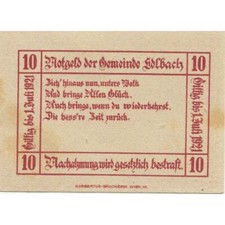 10 Notgeld der Gemeinde Edlbach 10
Zieh' hinaus nun, unters Volk
Und bringe Allen Glück,
Auch bringe, wenn du wiederkehrst,
Die bess're Zeit zurück.
Gültig bis 1. Juli 1921
Gültig bis 1. Juli 1921
10 Nachahmung wird gesetzlich bestraft. 10